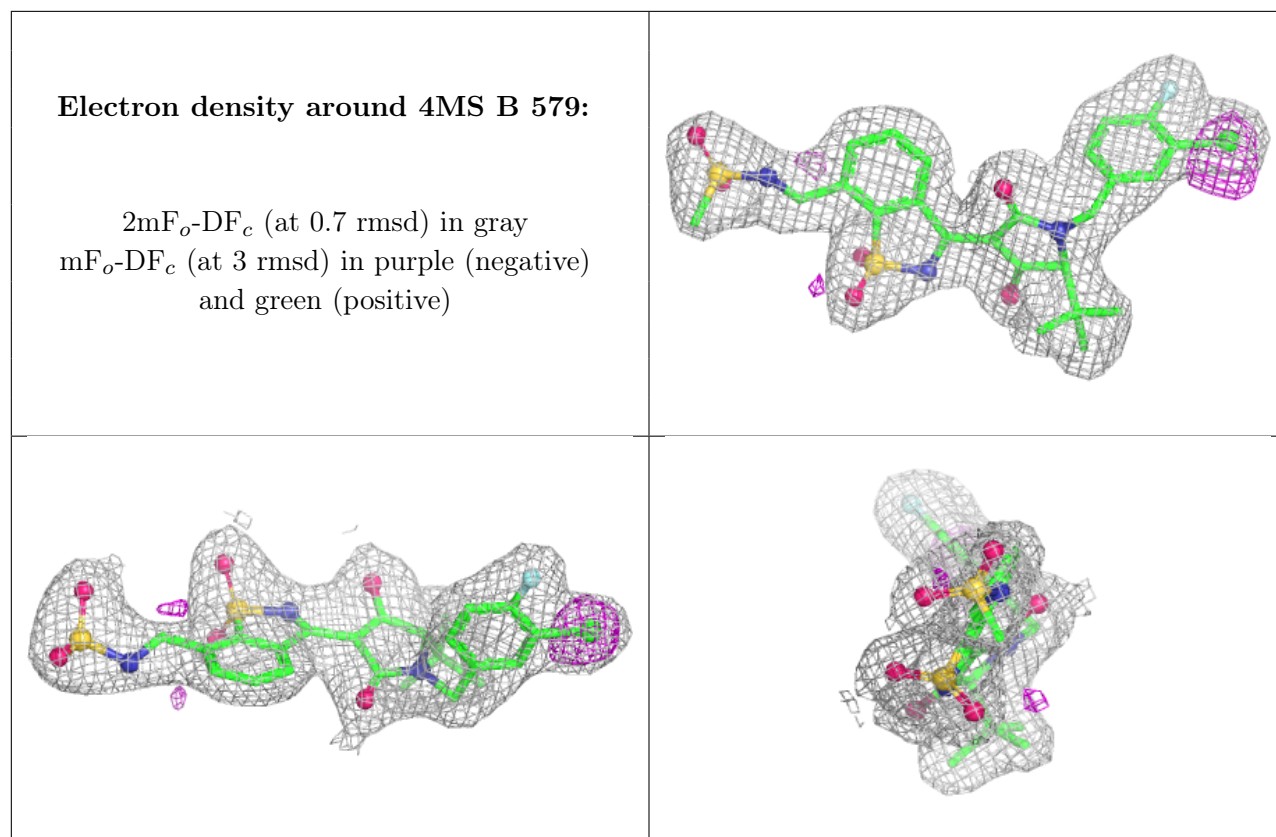 Electron density around 4MS B 579:
2mFo-DFc (at 0.7 rmsd) in gray
mFo-DFc (at 3 rmsd) in purple (negative)
and green (positive)